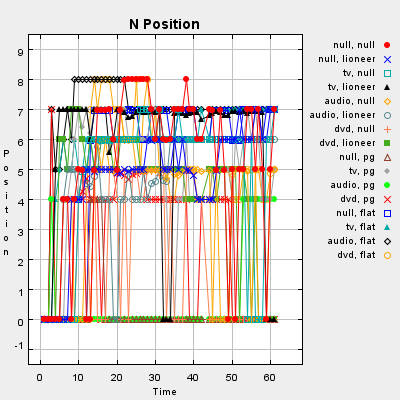 N Position
9
8
7
6
5
4
3
2
1
0
-1
Position
0
10
20
30
40
50
60
Time
null, null
null, lioneer
tv, null
tv, lioneer
audio, null
audio, lioneer
dvd, null
dvd, lioneer
null, pg
tv, pg
audio, pg
dvd, pg
null, flat
tv, flat
audio, flat
dvd, flat